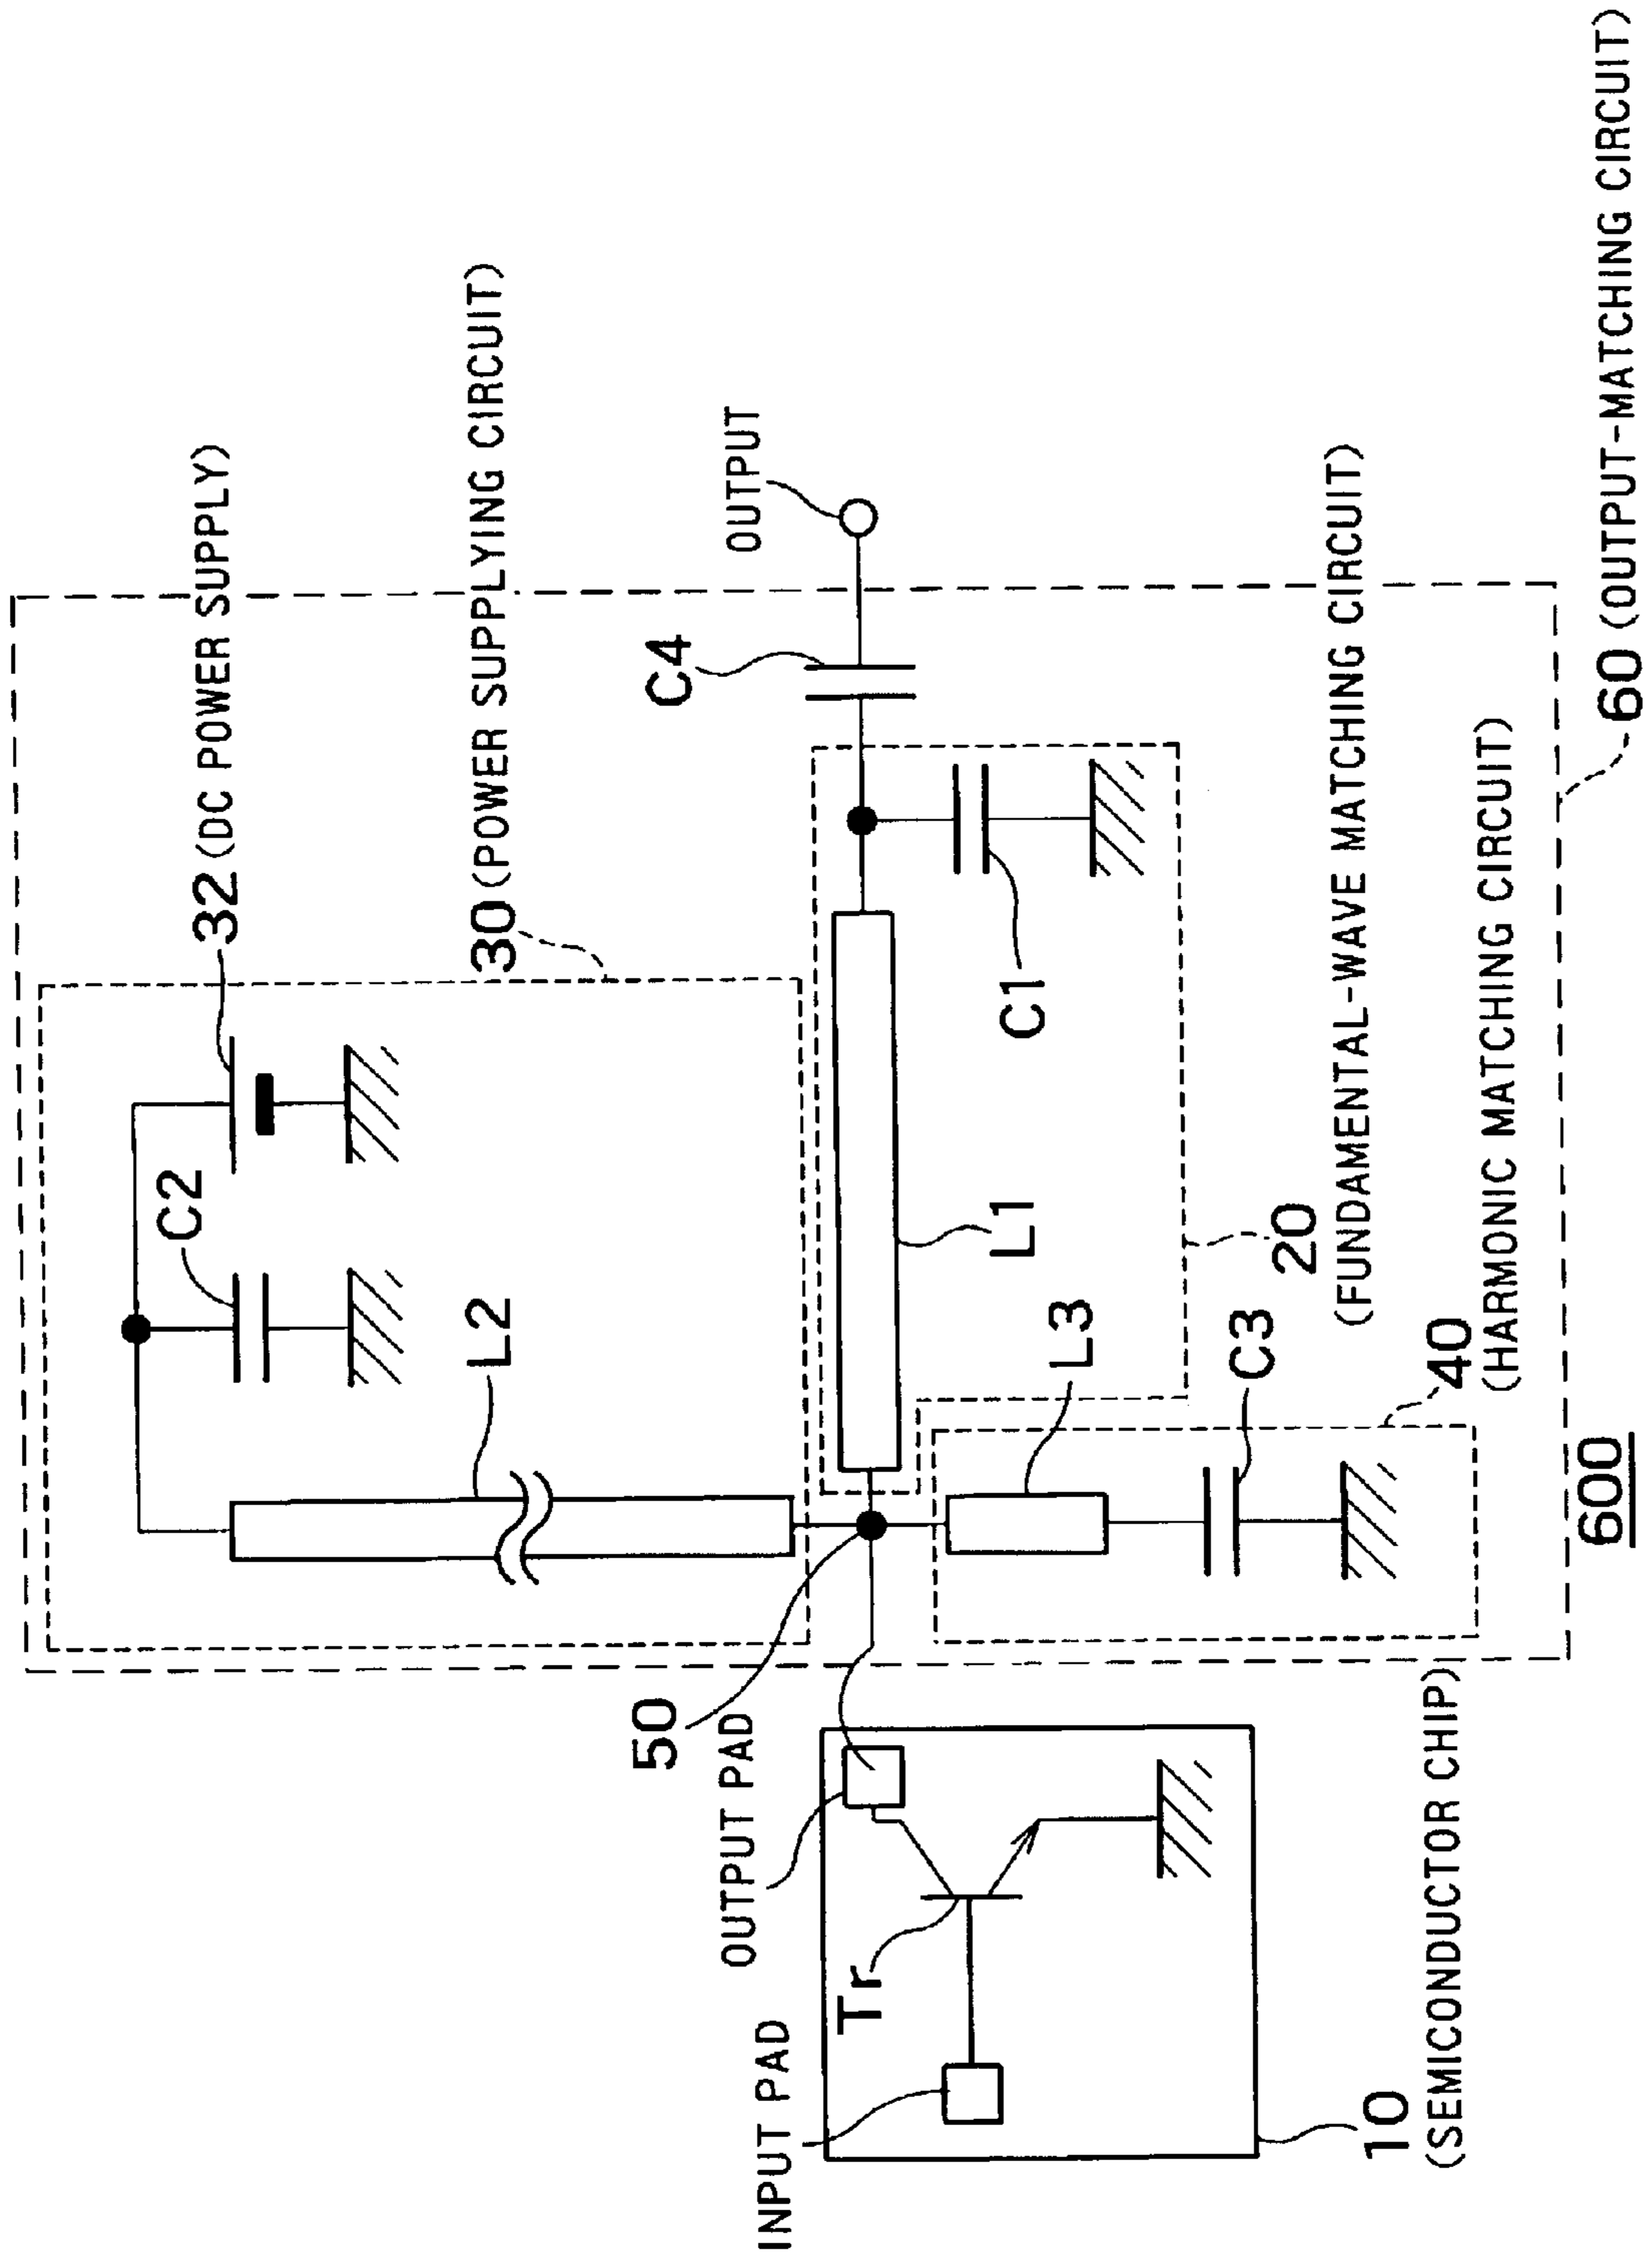 32 (DC POWER SUPPLY)
C2
30 (POWER SUPPLYING CIRCUIT)
L2
C4
OUTPUT
50
OUTPUT PAD
INPUT PAD
Tr
C1
L1
L3
20
(FUNDAMENTAL-WAVE MATCHING CIRCUIT)
C3
40
(HARMONIC MATCHING CIRCUIT)
10
(SEMICONDUCTOR CHIP)
60 (OUTPUT-MATCHING CIRCUIT)
600